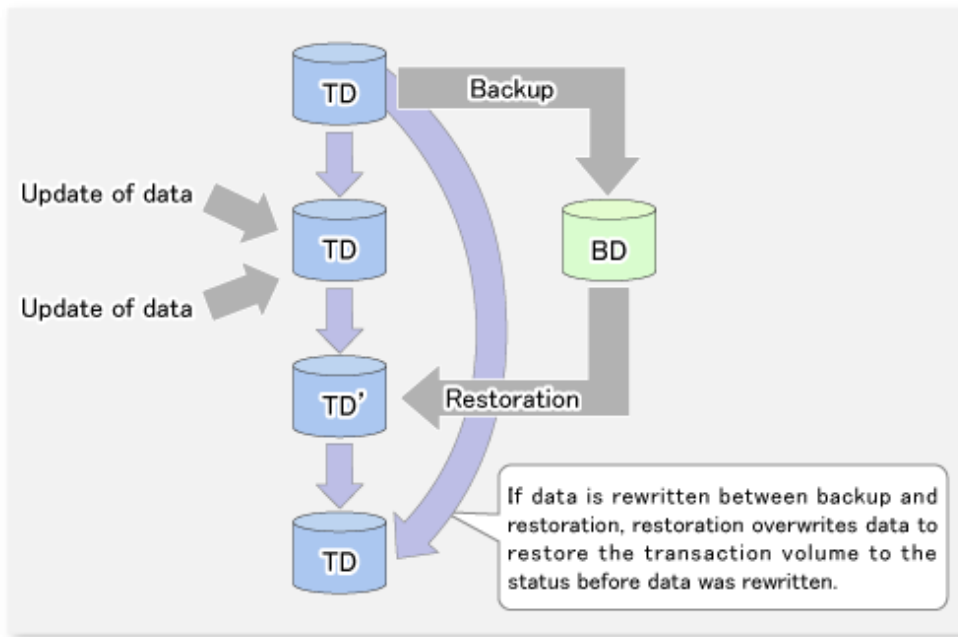 TD
Backup
Update of data
TD
BD
Update of data
TD’
Restoration
If data is rewritten between backup and
restoration, restoration overwrites data to
restore the transaction volume to the
status before data was rewritten.
TD